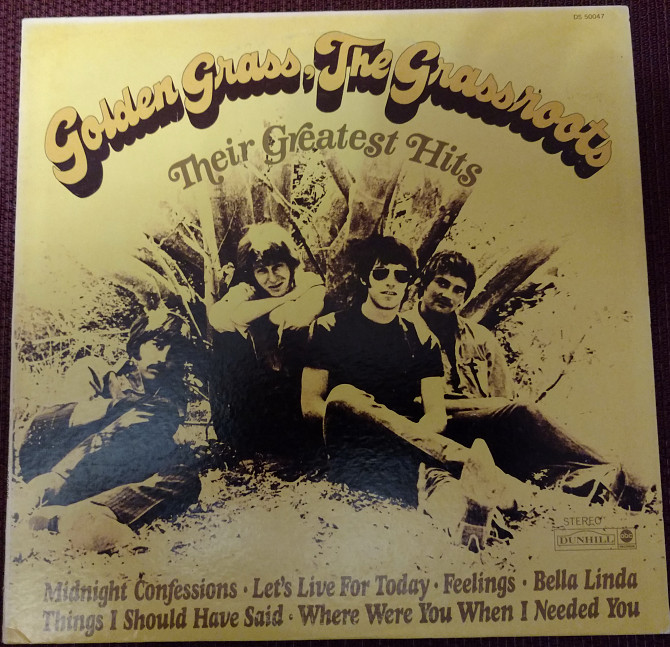 DS 50047
Golden Grass, The Grassroots
Their Greatest Hits
STEREO
DUNHILL abc
Midnight Confessions · Let's Live For Today · Feelings · Bella Linda
Things I Should Have Said · Where Were You When I Needed You